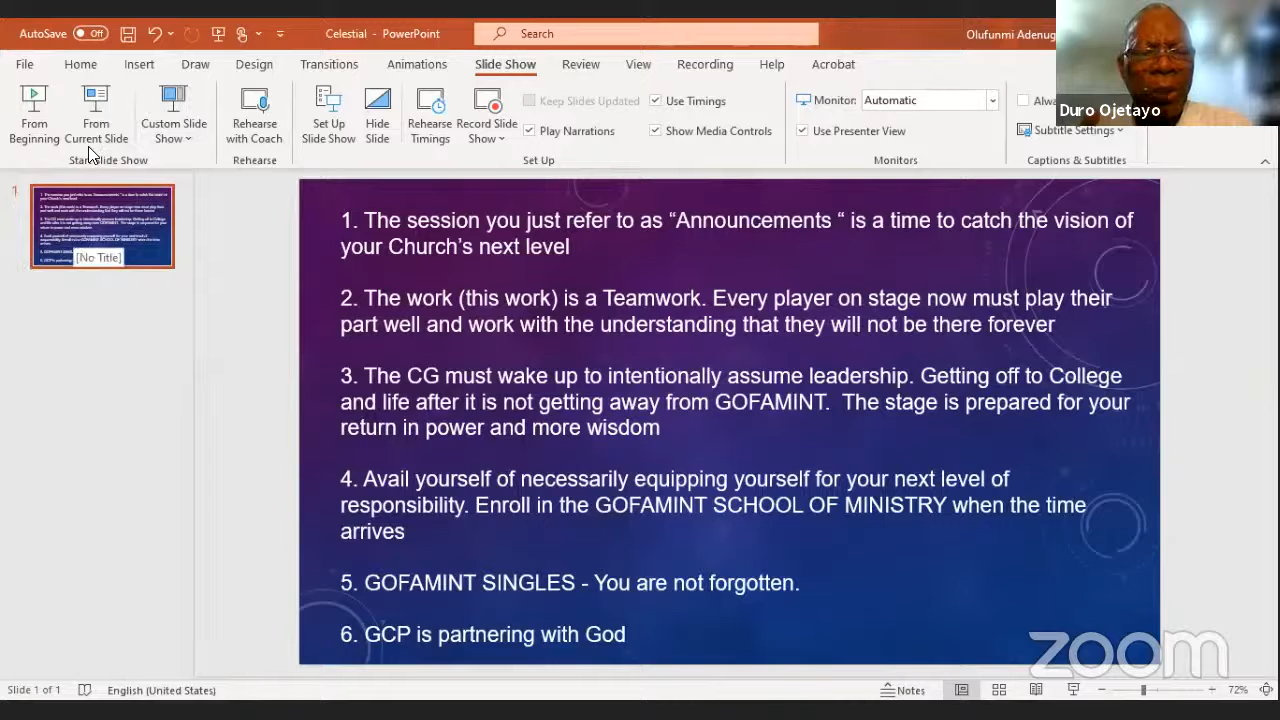 AutoSave Off Celestial - PowerPoint Search Olufunmi Adenug
File Home Insert Draw Design Transitions Animations Slide Show Review View Recording Help Acrobat
Duro Ojetayo
From Beginning
From Current Slide
Custom Slide Show
Rehearse with Coach
Set Up Slide Show
Hide Slide
Rehearse Timings
Record Slide Show
Keep Slides Updated
Play Narrations
Use Timings
Show Media Controls
Monitor: Automatic
Use Presenter View
Alwa
Subtitle Settings
Start Slide Show Rehearse Set Up Monitors Captions & Subtitles
1
[No Title]
1. The session you just refer to as “Announcements “ is a time to catch the vision of
your Church’s next level
2. The work (this work) is a Teamwork. Every player on stage now must play their
part well and work with the understanding that they will not be there forever
3. The CG must wake up to intentionally assume leadership. Getting off to College
and life after it is not getting away from GOFAMINT.  The stage is prepared for your
return in power and more wisdom
4. Avail yourself of necessarily equipping yourself for your next level of
responsibility. Enroll in the GOFAMINT SCHOOL OF MINISTRY when the time
arrives
5. GOFAMINT SINGLES - You are not forgotten.
6. GCP is partnering with God
zoom
Slide 1 of 1 English (United States) Notes 72%